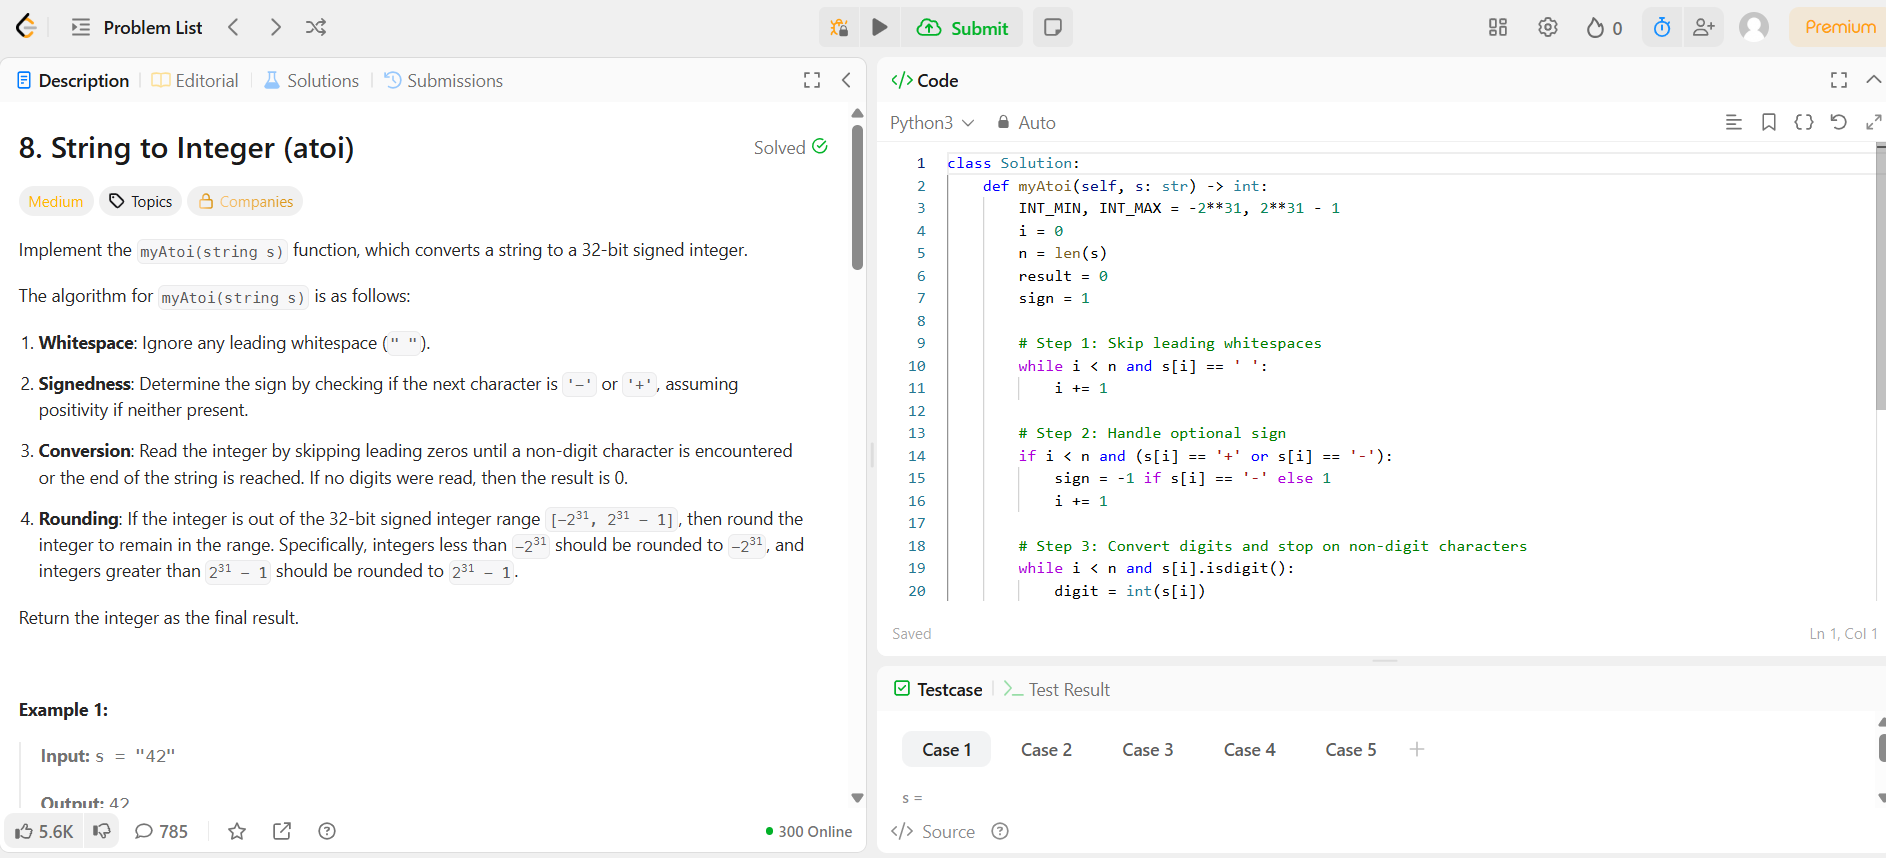 Problem List
Submit
0
Premium
Description
Editorial
Solutions
Submissions
8. String to Integer (atoi)
Solved
Medium
Topics
Companies
Implement the myAtoi(string s) function, which converts a string to a 32-bit signed integer.
The algorithm for myAtoi(string s) is as follows:
1. Whitespace: Ignore any leading whitespace (" ").
2. Signedness: Determine the sign by checking if the next character is '-' or '+', assuming
positivity if neither present.
3. Conversion: Read the integer by skipping leading zeros until a non-digit character is encountered
or the end of the string is reached. If no digits were read, then the result is 0.
4. Rounding: If the integer is out of the 32-bit signed integer range [-2³¹, 2³¹ - 1], then round the
integer to remain in the range. Specifically, integers less than -2³¹ should be rounded to -2³¹, and
integers greater than 2³¹ - 1 should be rounded to 2³¹ - 1.
Return the integer as the final result.
Example 1:
Input: s = "42"
Output: 42
5.6K
785
300 Online
Code
Python3
Auto
1 class Solution:
2     def myAtoi(self, s: str) -> int:
3         INT_MIN, INT_MAX = -2**31, 2**31 - 1
4         i = 0
5         n = len(s)
6         result = 0
7         sign = 1
8
9         # Step 1: Skip leading whitespaces
10         while i < n and s[i] == ' ':
11             i += 1
12
13         # Step 2: Handle optional sign
14         if i < n and (s[i] == '+' or s[i] == '-'):
15             sign = -1 if s[i] == '-' else 1
16             i += 1
17
18         # Step 3: Convert digits and stop on non-digit characters
19         while i < n and s[i].isdigit():
20             digit = int(s[i])
Saved
Ln 1, Col 1
Testcase
Test Result
Case 1
Case 2
Case 3
Case 4
Case 5
s =
Source